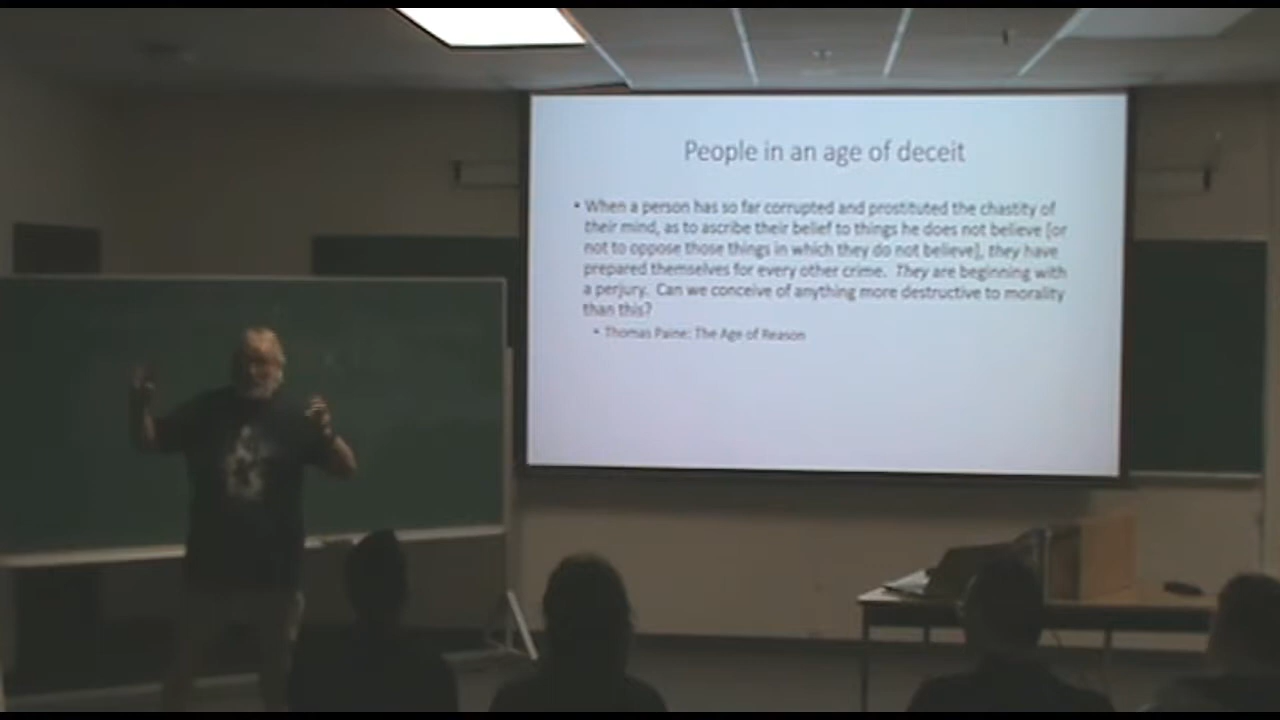 People in an age of deceit
• When a person has so far corrupted and prostituted the chastity of
their mind, as to ascribe their belief to things he does not believe [or
not to oppose those things in which they do not believe], they have
prepared themselves for every other crime. They are beginning with
a perjury. Can we conceive of anything more destructive to morality
than this?
• Thomas Paine: The Age of Reason